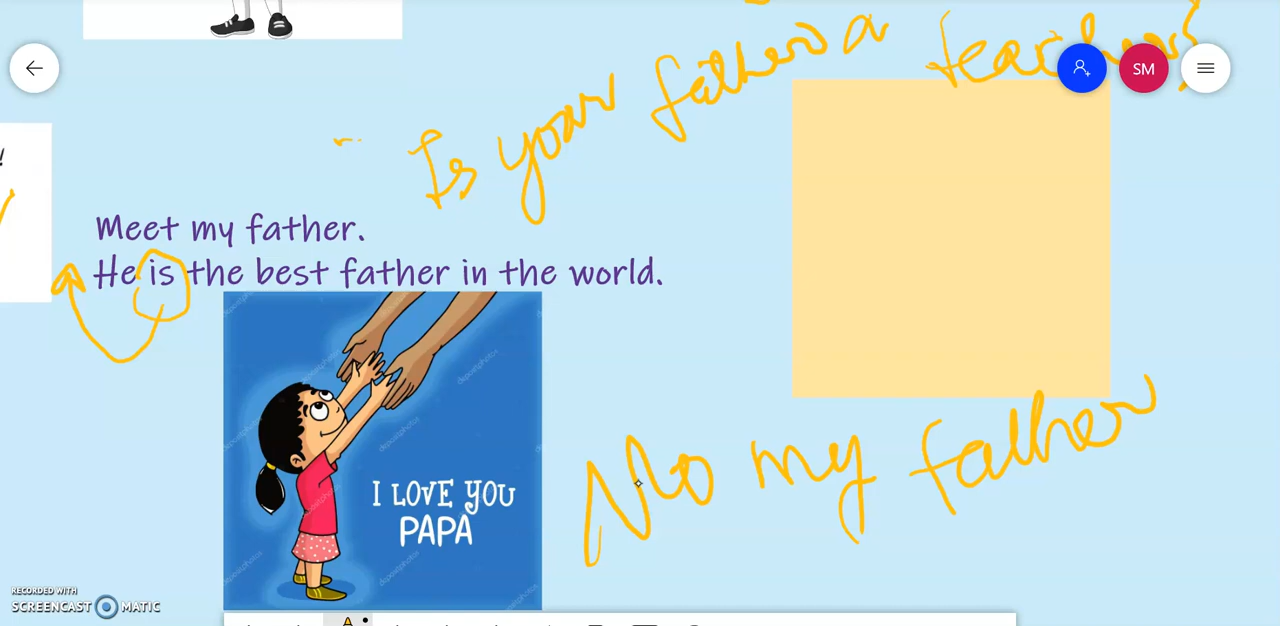 Is your father a teacher?
SM
!
Meet my father.
He is the best father in the world.
I LOVE YOU
PAPA
No my father
depositphotos
RECORDED WITH
SCREENCAST MATIC